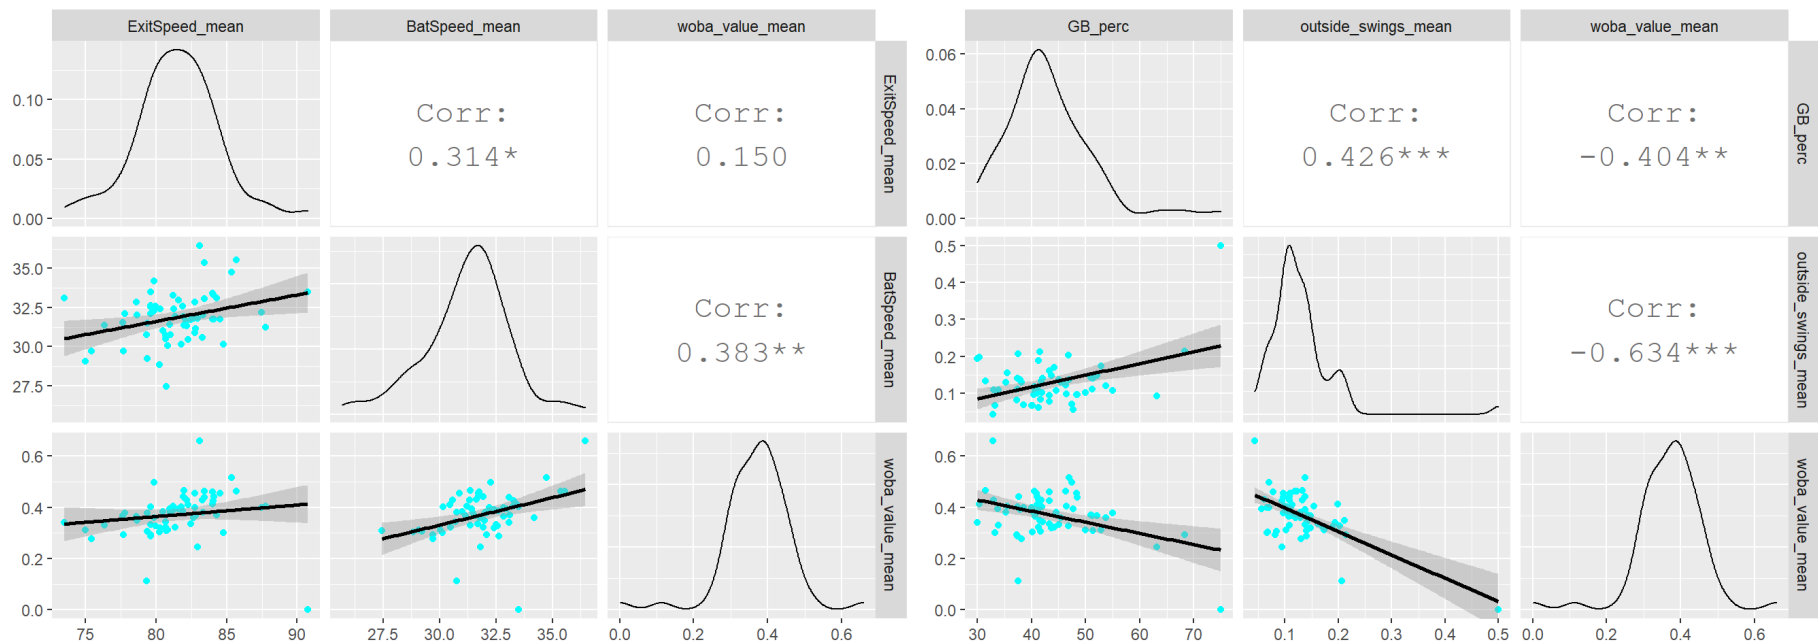 ExitSpeed_mean BatSpeed_mean woba_value_mean GB_perc outside_swings_mean woba_value_mean
0.10
0.05
0.00
Corr:
0.314*
Corr:
0.150
ExitSpeed_mean
0.06
0.04
0.02
0.00
Corr:
0.426***
Corr:
-0.404**
GB_perc
35.0
32.5
30.0
27.5
Corr:
0.383**
BatSpeed_mean
0.5
0.4
0.3
0.2
0.1
Corr:
-0.634***
outside_swings_mean
0.6
0.4
0.2
0.0
woba_value_mean
0.6
0.4
0.2
0.0
woba_value_mean
75 80 85 90 27.5 30.0 32.5 35.0 0.0 0.2 0.4 0.6 30 40 50 60 70 0.1 0.2 0.3 0.4 0.5 0.0 0.2 0.4 0.6